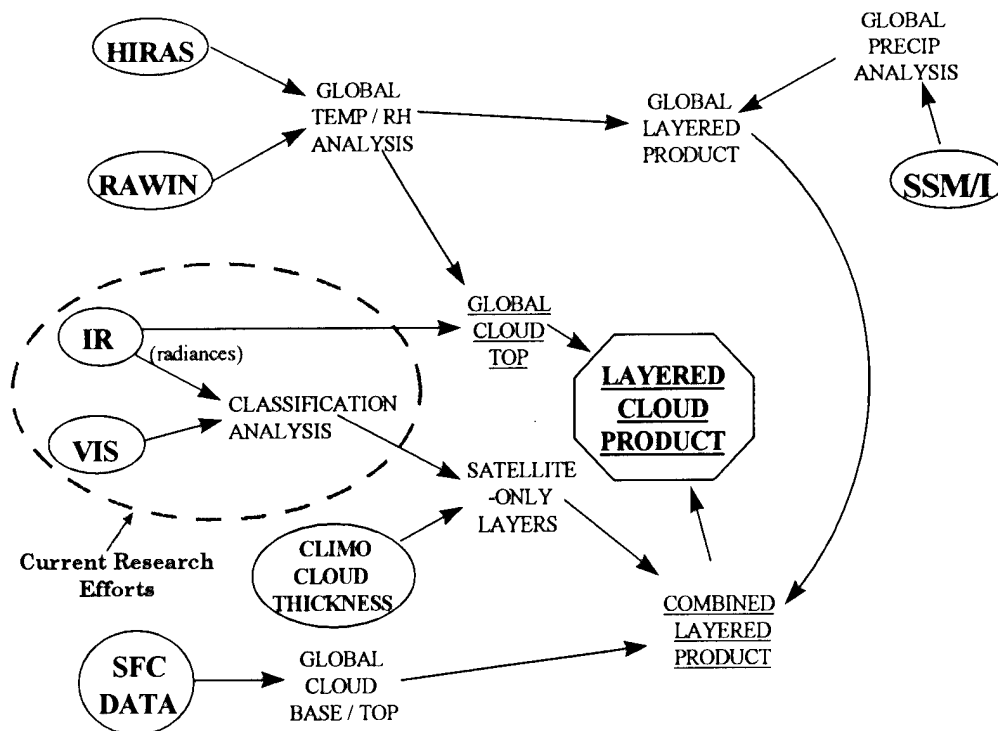 HIRAS
GLOBAL
TEMP / RH
ANALYSIS
GLOBAL
LAYERED
PRODUCT
GLOBAL
PRECIP
ANALYSIS
RAWIN
SSM/I
IR
(radiances)
GLOBAL
CLOUD
TOP
LAYERED
CLOUD
PRODUCT
VIS
CLASSIFICATION
ANALYSIS
SATELLITE
-ONLY
LAYERS
Current Research
Efforts
CLIMO
CLOUD
THICKNESS
COMBINED
LAYERED
PRODUCT
SFC
DATA
GLOBAL
CLOUD
BASE / TOP